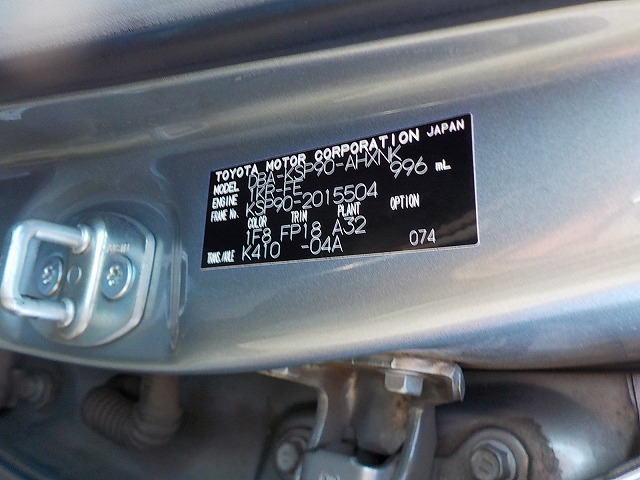 TOYOTA MOTOR CORPORATION JAPAN
MODEL DBA-KSP90-AHXNK
ENGINE 1KR-FE 996 mL
FRAME No. KSP90-2015504
COLOR TRIM PLANT OPTION
1F8 FP18 A32
TRANS./AXLE K410 -04A 074